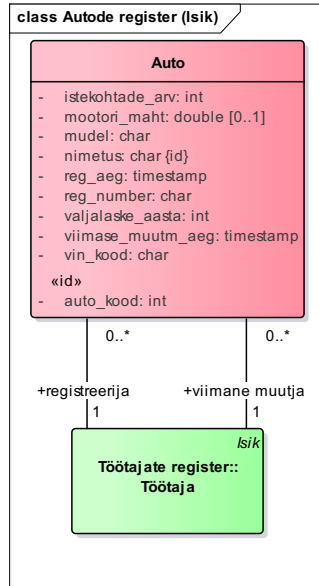 class Autode register (Isik)
Auto
- istekohtade_arv: int
- mootori_maht: double [0..1]
- mudel: char
- nimetus: char {id}
- reg_aeg: timestamp
- reg_number: char
- valjalaske_aasta: int
- viimase_muutm_aeg: timestamp
- vin_kood: char
«id»
- auto_kood: int
0..* 0..*
+registreerija +viimane muutja
1 1
Isik
Töötajate register::
Töötaja